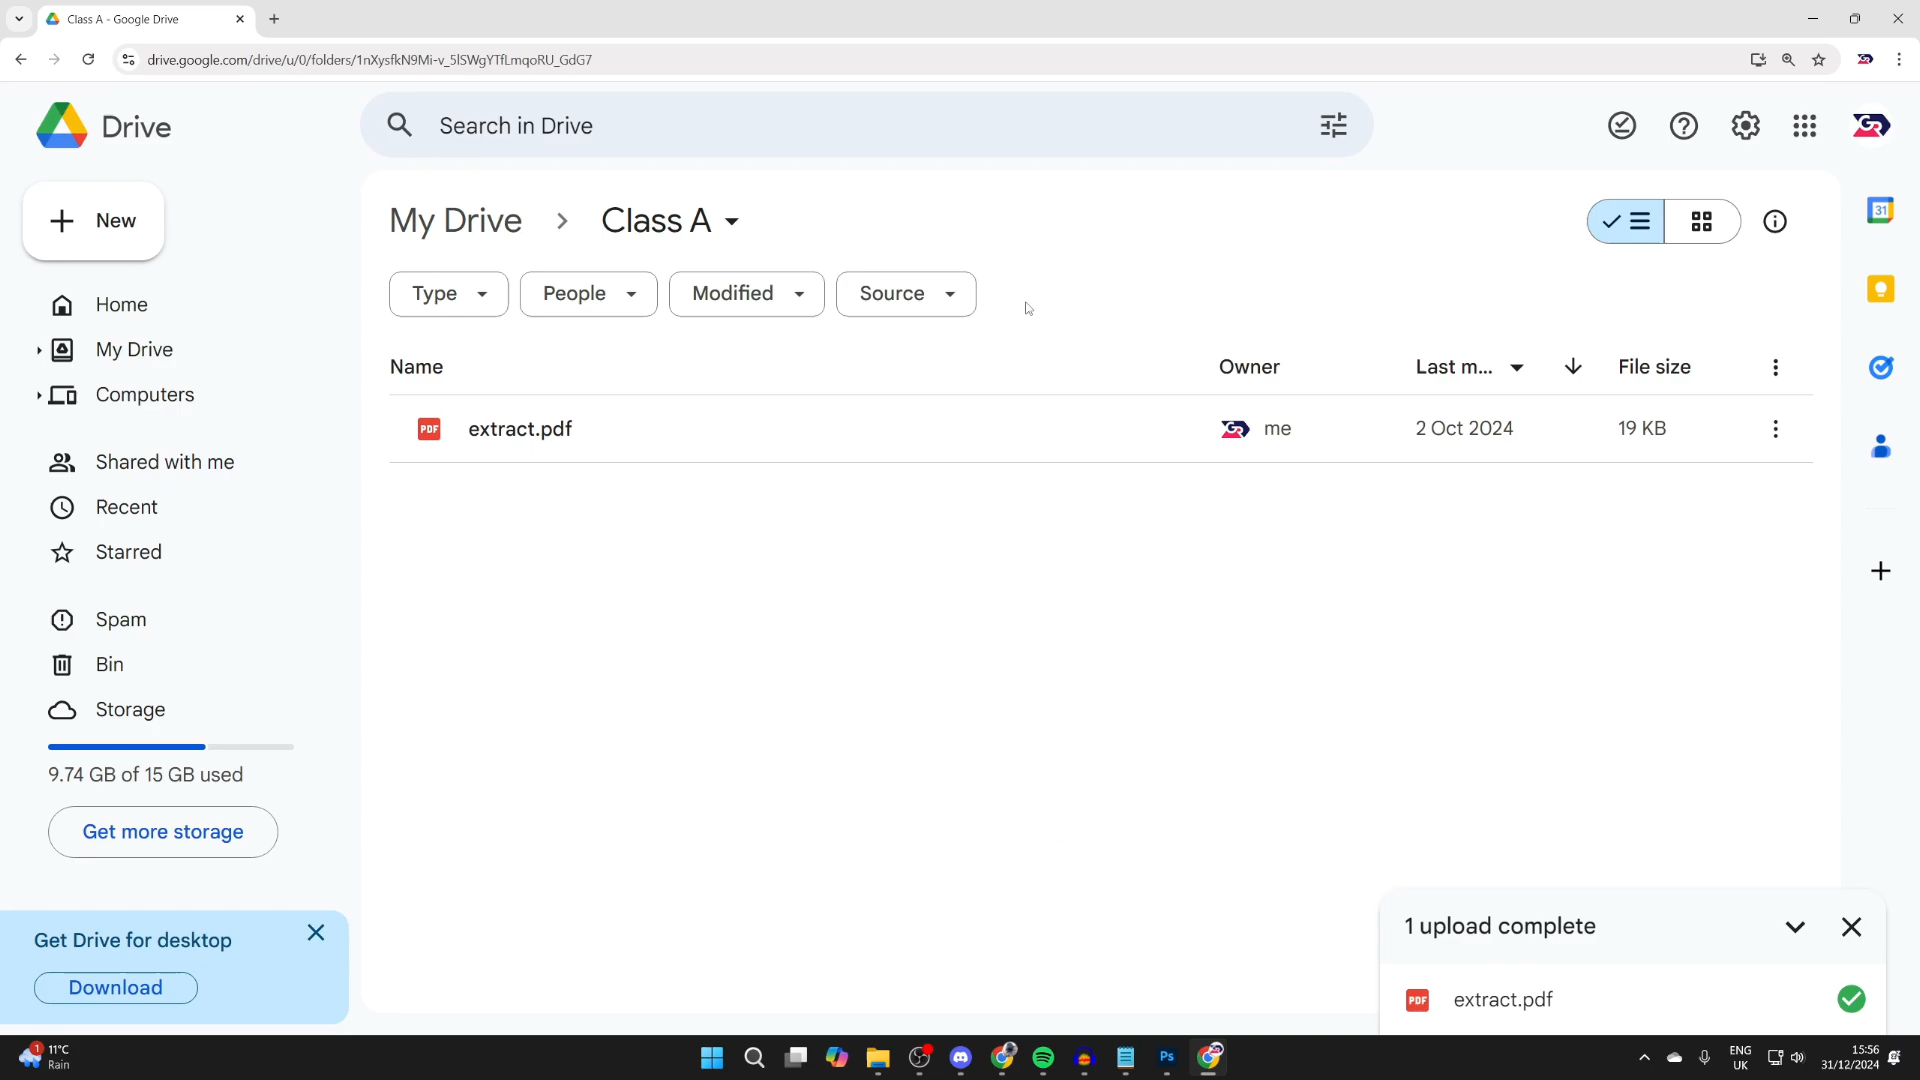 Class A - Google Drive
drive.google.com/drive/u/0/folders/1nXysfkN9Mi-v_5lSWgYTfLmqoRU_GdG7
Drive
Search in Drive
New
My Drive
Class A
31
Type
People
Modified
Source
Home
My Drive
Computers
Name
Owner
Last m...
File size
PDF
extract.pdf
me
2 Oct 2024
19 KB
Shared with me
Recent
Starred
Spam
Bin
Storage
9.74 GB of 15 GB used
Get more storage
Get Drive for desktop
Download
1 upload complete
PDF
extract.pdf
1
11°C
Rain
Ps
ENG
UK
15:56
31/12/2024